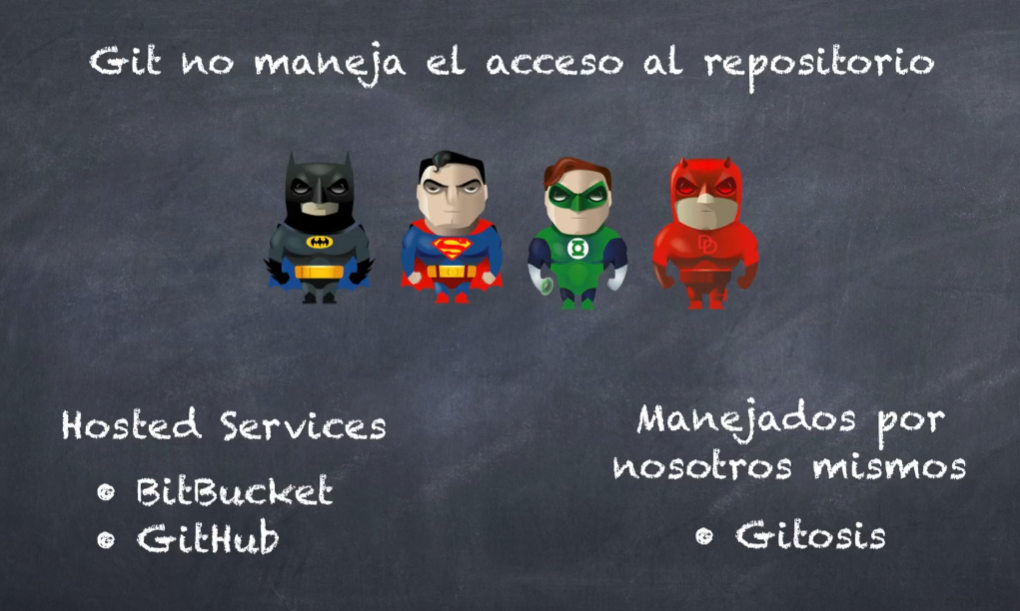 Git no maneja el acceso al repositorio
Hosted Services
• BitBucket
• GitHub
Manejados por
nosotros mismos
• Gitosis